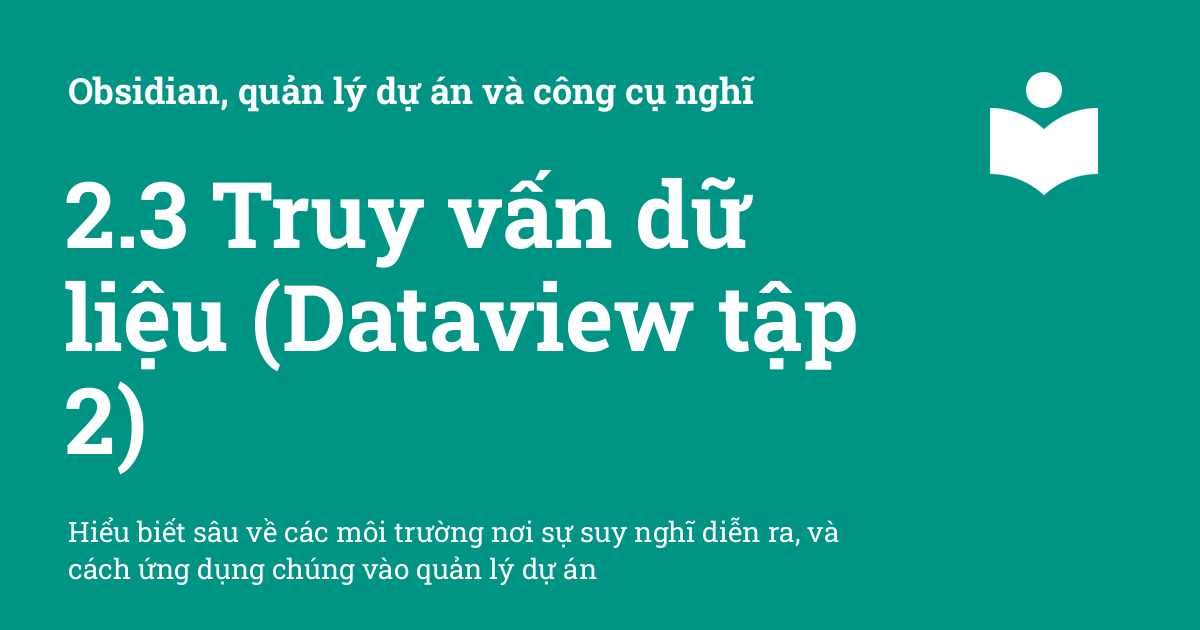 Obsidian, quản lý dự án và công cụ nghĩ
2.3 Truy vấn dữ
liệu (Dataview tập
2)
Hiểu biết sâu về các môi trường nơi sự suy nghĩ diễn ra, và
cách ứng dụng chúng vào quản lý dự án